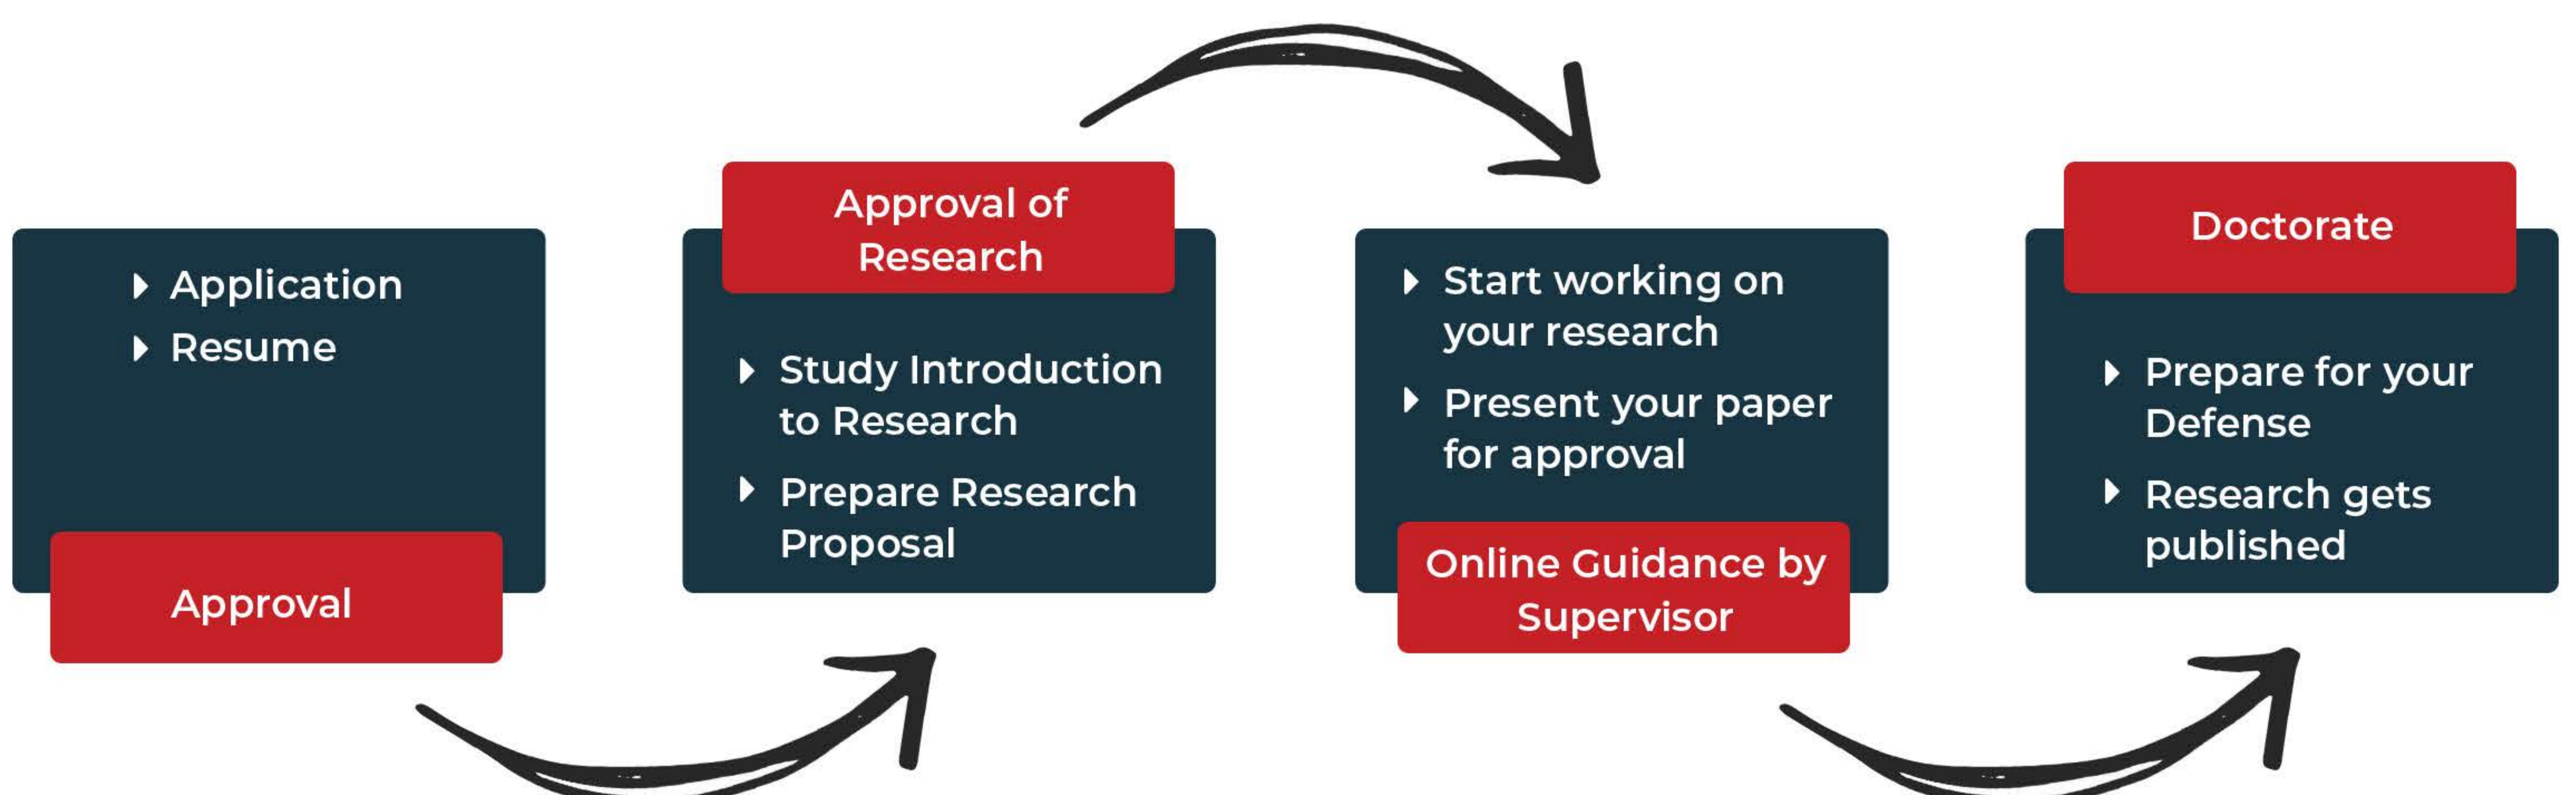 Application
Resume
Approval
Approval of
Research
Study Introduction
to Research
Prepare Research
Proposal
Start working on
your research
Present your paper
for approval
Online Guidance by
Supervisor
Doctorate
Prepare for your
Defense
Research gets
published